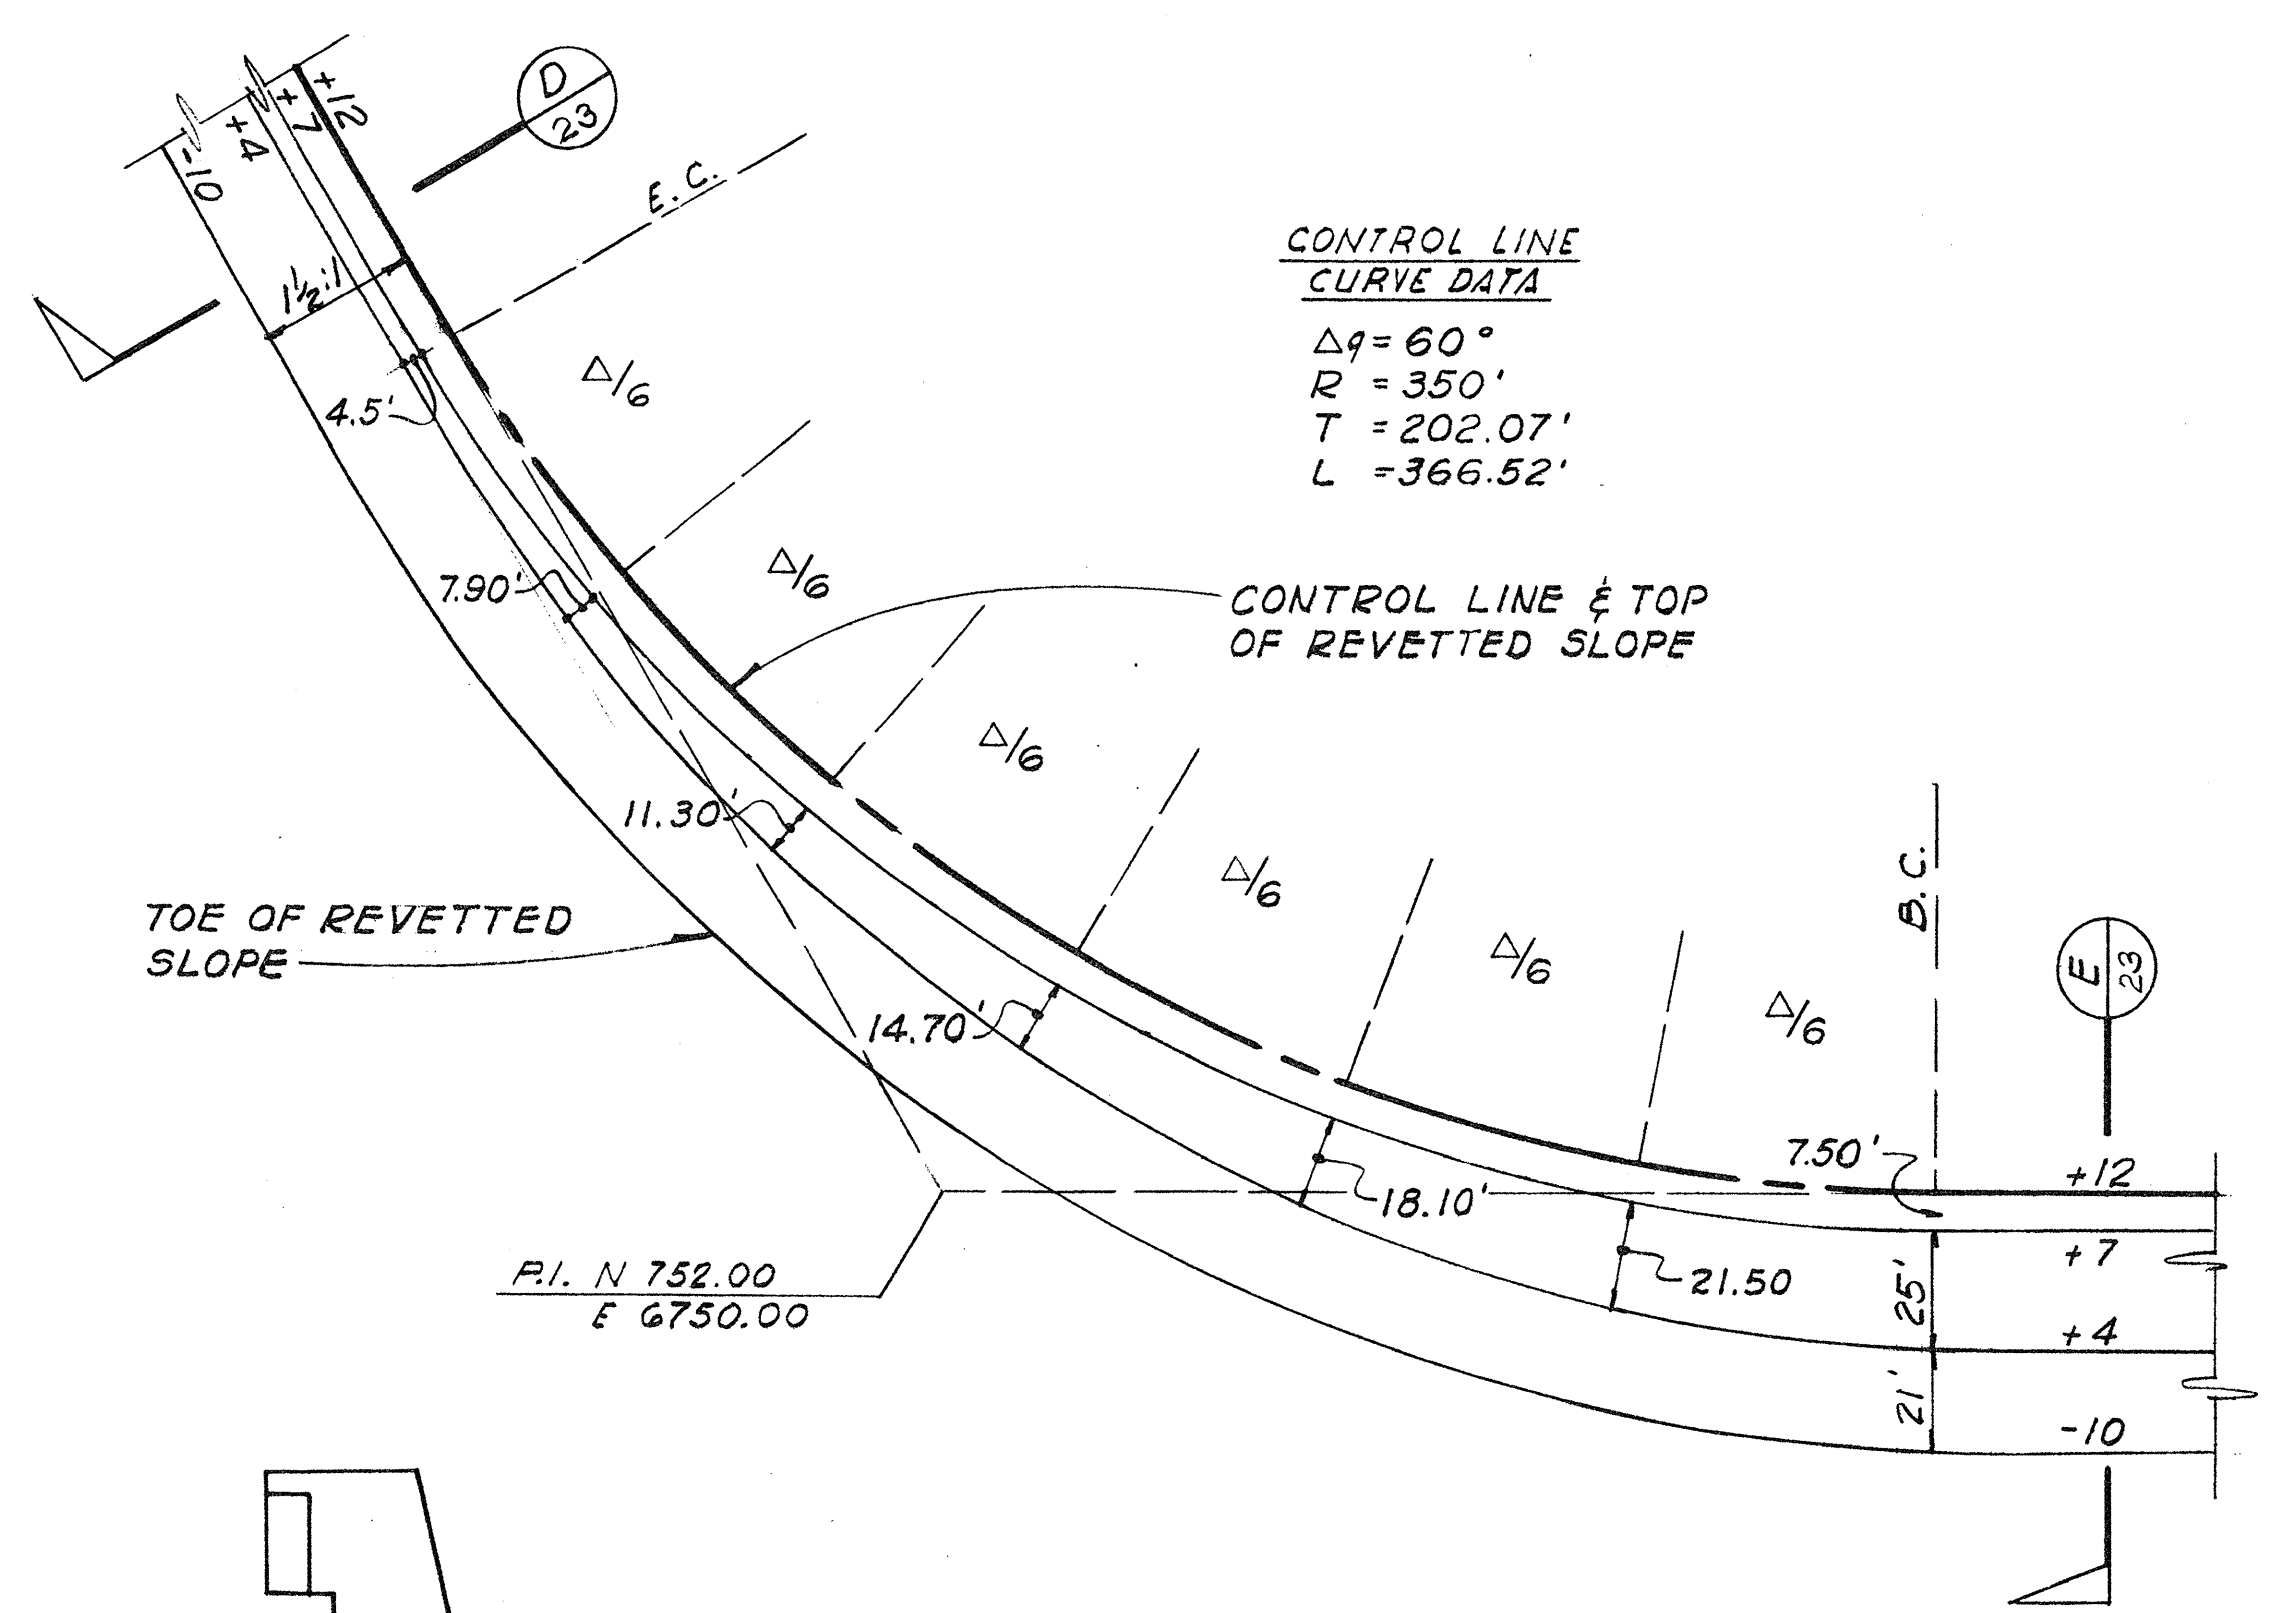 +12
+7
+4
-10
D
23
E.C.
1½:1
4.5'
CONTROL LINE
CURVE DATA
Δ9= 60°
R = 350'
T = 202.07'
L = 366.52'
Δ/6
Δ/6
Δ/6
Δ/6
Δ/6
Δ/6
7.90'
CONTROL LINE & TOP
OF REVETTED SLOPE
11.30'
TOE OF REVETTED
SLOPE
14.70'
B.C.
E
23
18.10'
7.50'
+12
P.I. N 752.00
E 6750.00
21.50
25'
+7
+4
21'
-10